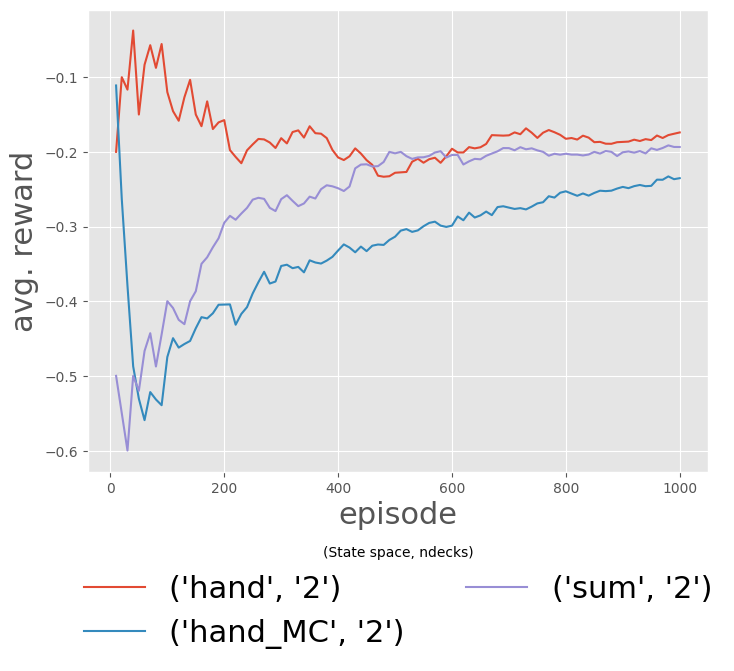 avg. reward
−0.1
−0.2
−0.3
−0.4
−0.5
−0.6
0 200 400 600 800 1000
episode
(State space, ndecks)
('hand', '2') ('sum', '2')
('hand_MC', '2')